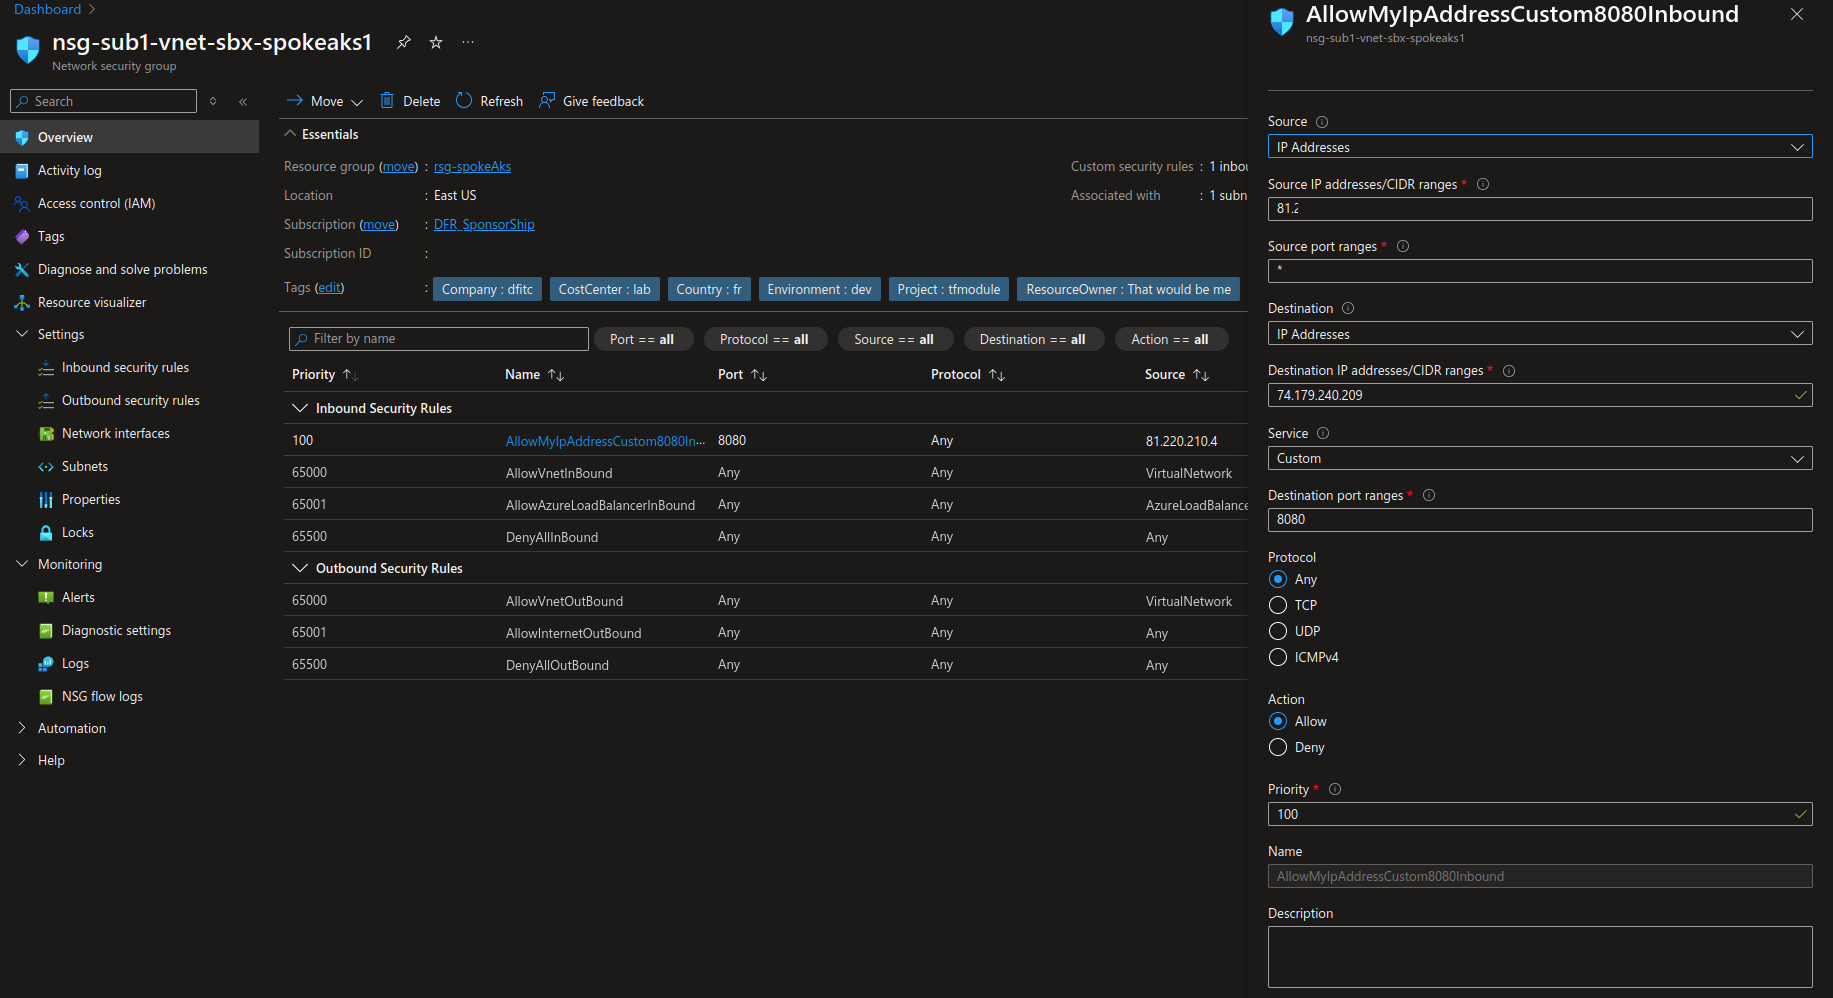 Dashboard
nsg-sub1-vnet-sbx-spokeaks1
Network security group
Search
Overview
Activity log
Access control (IAM)
Tags
Diagnose and solve problems
Resource visualizer
Settings
Inbound security rules
Outbound security rules
Network interfaces
Subnets
Properties
Locks
Monitoring
Alerts
Diagnostic settings
Logs
NSG flow logs
Automation
Help
Move Delete Refresh Give feedback
Essentials
Resource group (move) : rsg-spokeAks
Location : East US
Subscription (move) : DFR_SponsorShip
Subscription ID :
Tags (edit) : Company : dfitc CostCenter : lab Country : fr Environment : dev Project : tfmodule ResourceOwner : That would be me
Custom security rules : 1 inbou
Associated with : 1 subn
Filter by name Port == all Protocol == all Source == all Destination == all Action == all
Priority Name Port Protocol Source
Inbound Security Rules
100 AllowMyIpAddressCustom8080In... 8080 Any 81.220.210.4
65000 AllowVnetInBound Any Any VirtualNetwork
65001 AllowAzureLoadBalancerInBound Any Any AzureLoadBalance
65500 DenyAllInBound Any Any Any
Outbound Security Rules
65000 AllowVnetOutBound Any Any VirtualNetwork
65001 AllowInternetOutBound Any Any Any
65500 DenyAllOutBound Any Any Any
AllowMyIpAddressCustom8080Inbound
nsg-sub1-vnet-sbx-spokeaks1
Source
IP Addresses
Source IP addresses/CIDR ranges *
81.2
Source port ranges *
*
Destination
IP Addresses
Destination IP addresses/CIDR ranges *
74.179.240.209
Service
Custom
Destination port ranges *
8080
Protocol
Any
TCP
UDP
ICMPv4
Action
Allow
Deny
Priority *
100
Name
AllowMyIpAddressCustom8080Inbound
Description